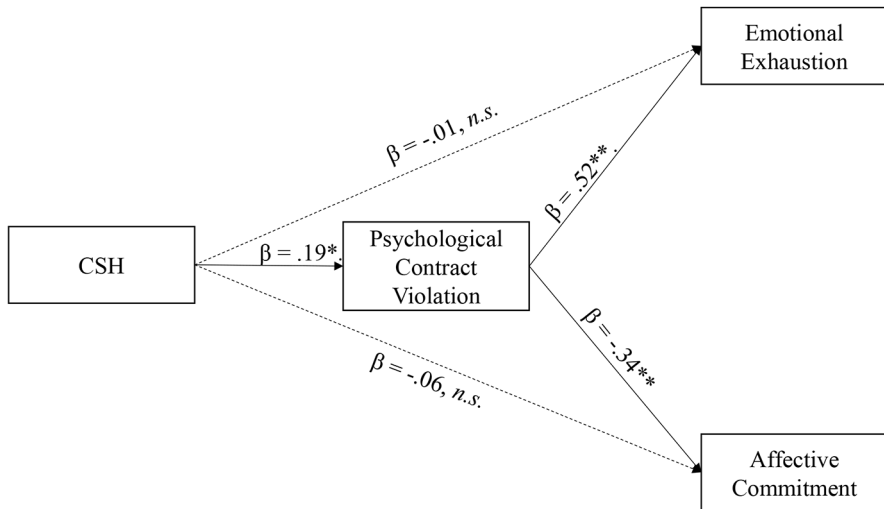 Emotional
Exhaustion
β = -.01, n.s.
β = .52**.
CSH
β = .19*.
Psychological
Contract
Violation
β = -.34**
β = -.06, n.s.
Affective
Commitment